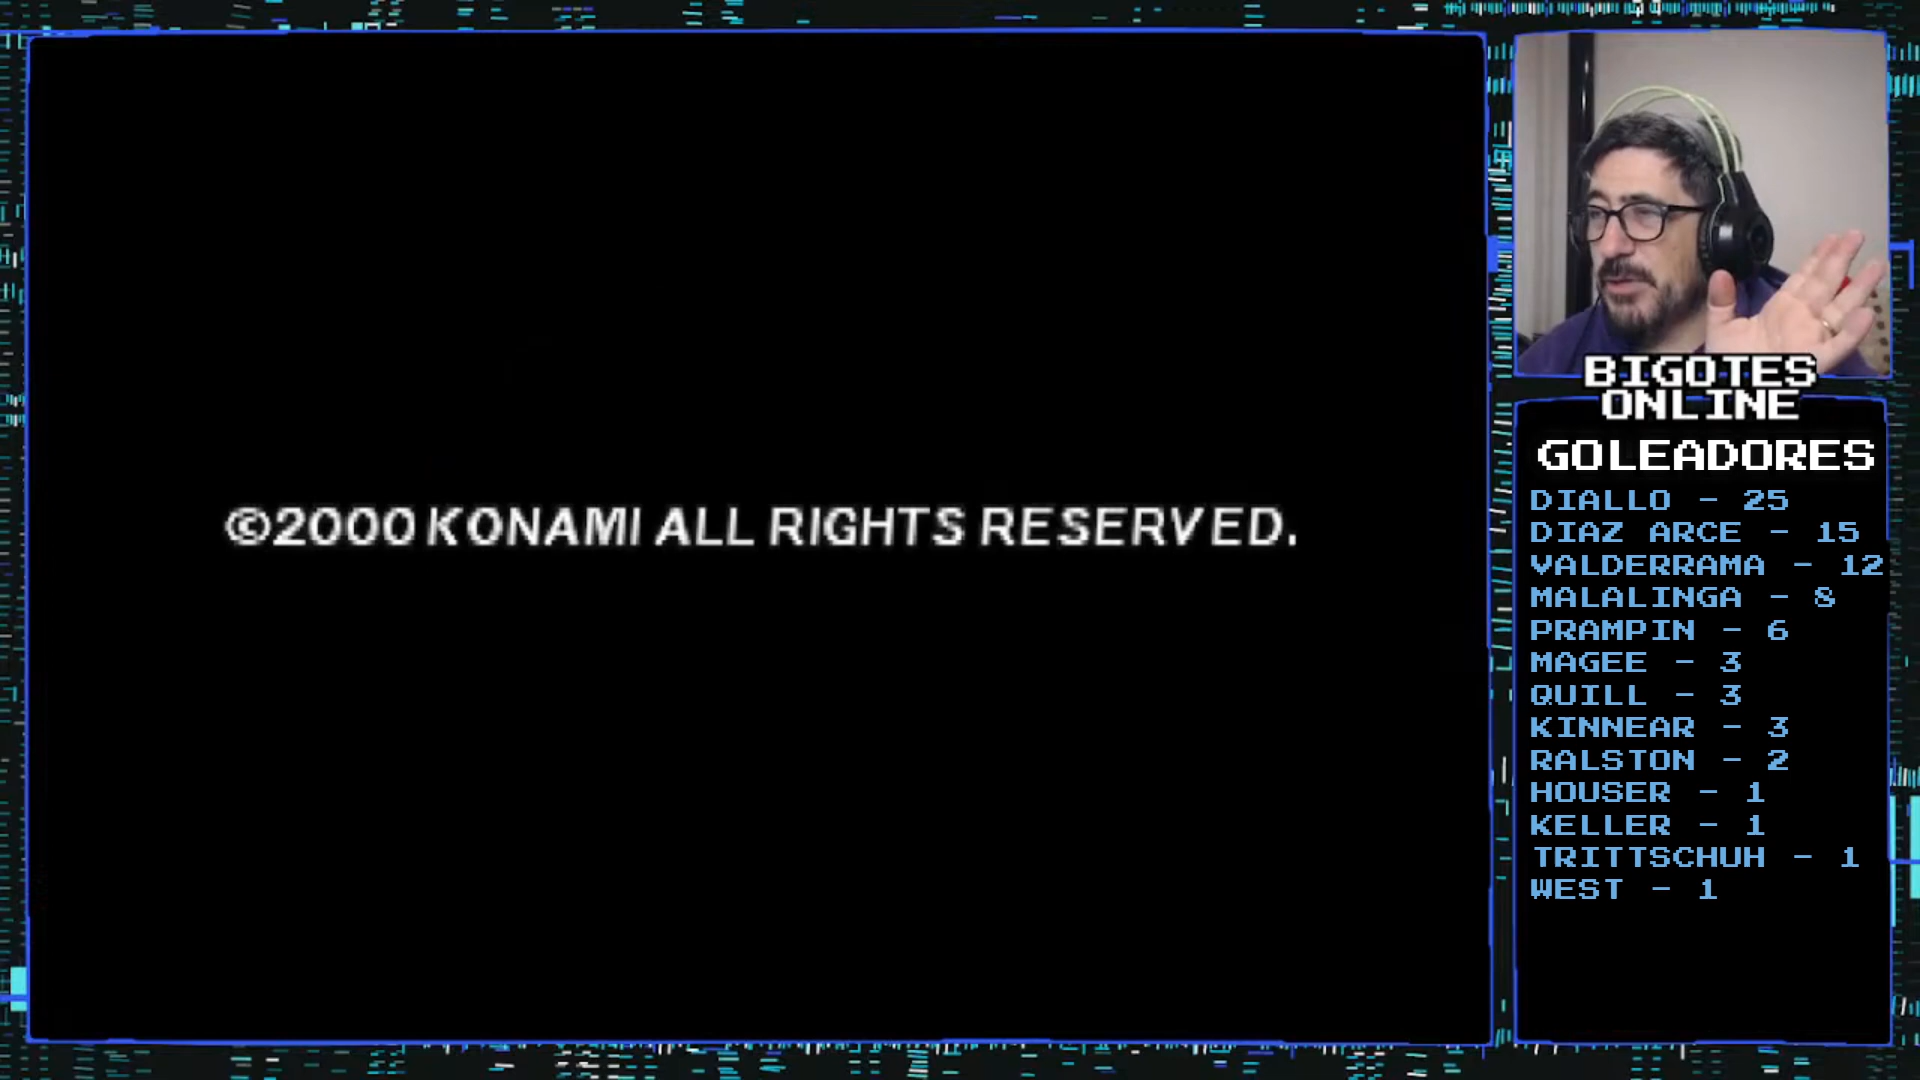 ©2000 KONAMI ALL RIGHTS RESERVED.
BIGOTES
ONLINE
GOLEADORES
DIALLO - 25
DIAZ ARCE - 15
VALDERRAMA - 12
MALALINGA - 8
PRAMPIN - 6
MAGEE - 3
QUILL - 3
KINNEAR - 3
RALSTON - 2
HOUSER - 1
KELLER - 1
TRITTSCHUH - 1
WEST - 1